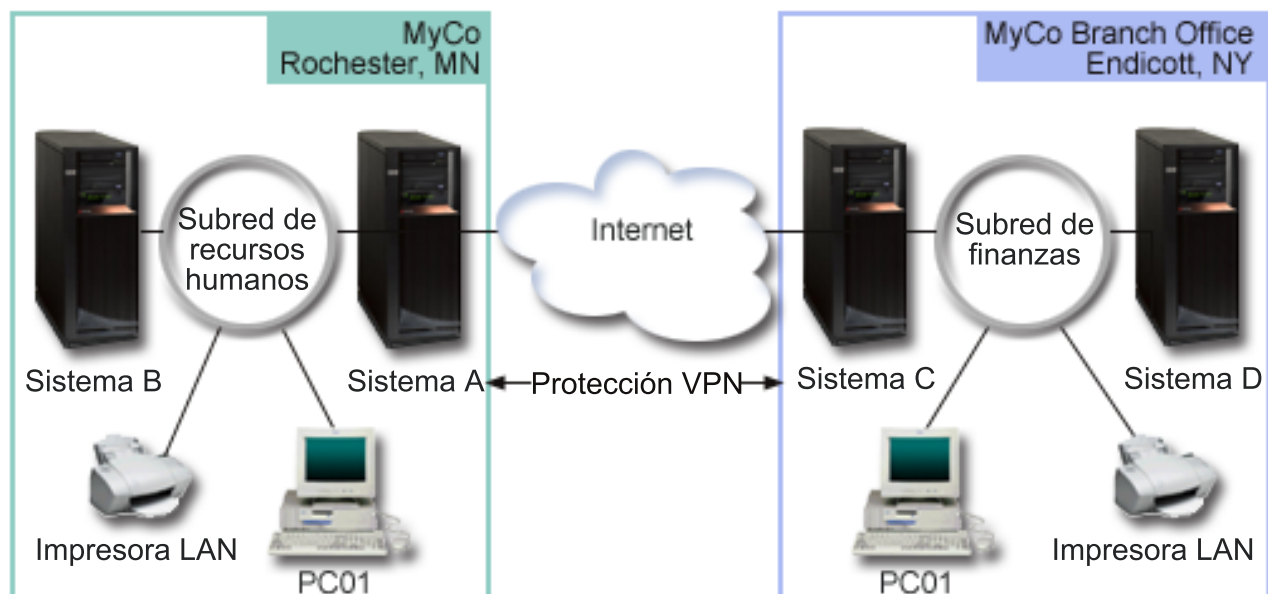 MyCo
Rochester, MN
MyCo Branch Office
Endicott, NY
Subred de
recursos
humanos
Internet
Subred de
finanzas
Sistema B
Sistema A
Protección VPN
Sistema C
Sistema D
Impresora LAN
PC01
PC01
Impresora LAN